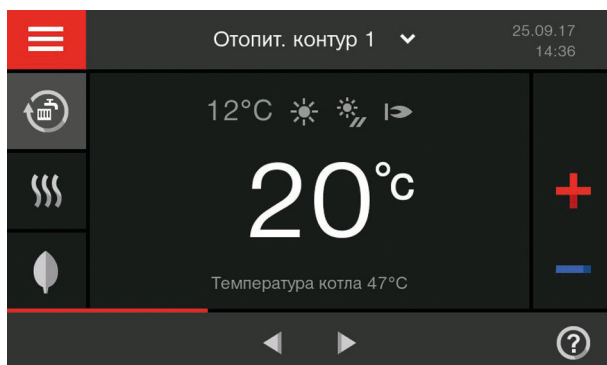 Отопит. контур 1
25.09.17
14:36
12°C
20°C
Температура котла 47°C
?